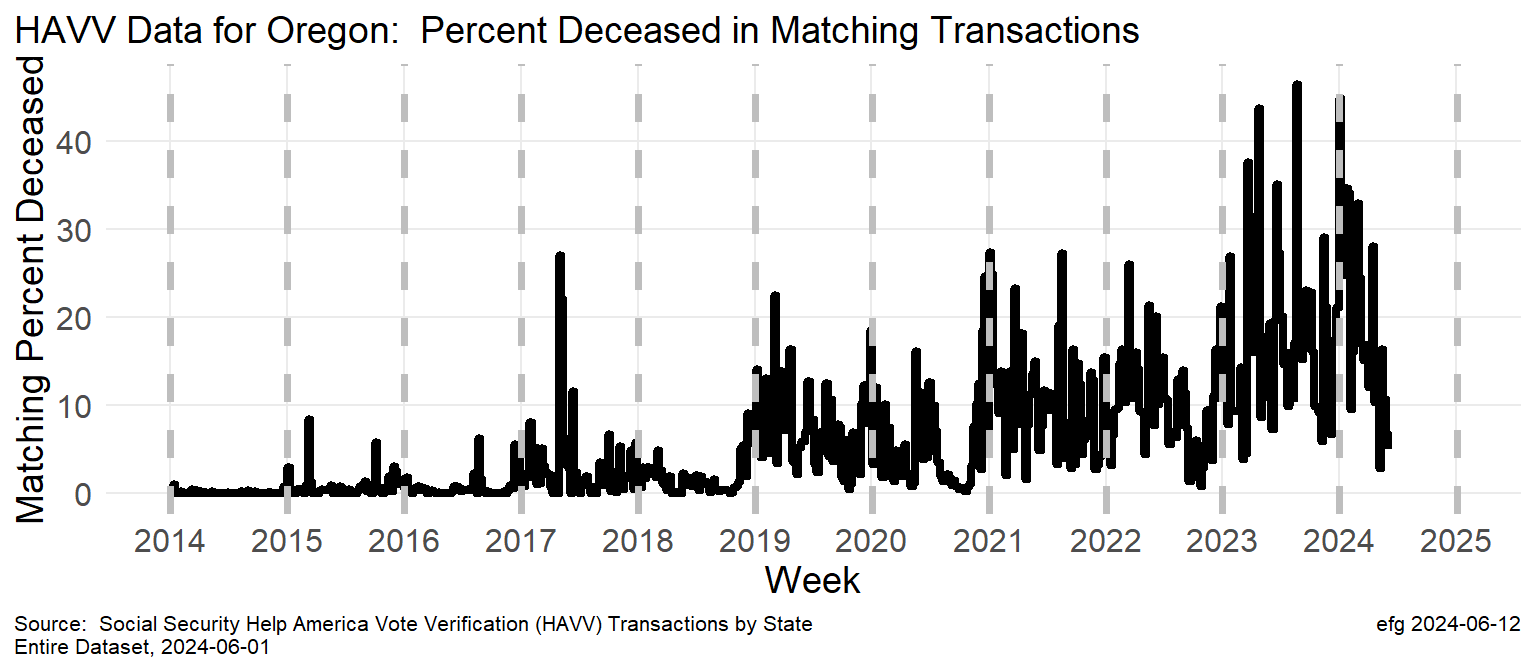 HAVV Data for Oregon:  Percent Deceased in Matching Transactions
Matching Percent Deceased
40
30
20
10
0
2014 2015 2016 2017 2018 2019 2020 2021 2022 2023 2024 2025
Week
Source:  Social Security Help America Vote Verification (HAVV) Transactions by State
Entire Dataset, 2024-06-01
efg 2024-06-12